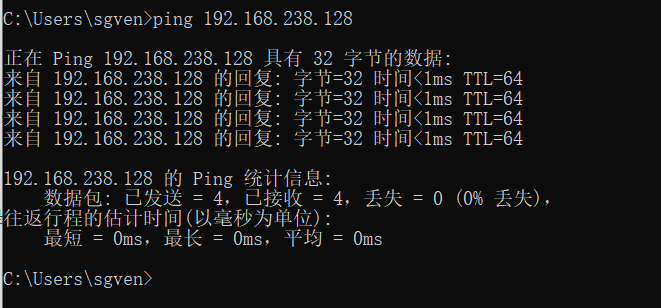 C:\Users\sgven>ping 192.168.238.128
正在 Ping 192.168.238.128 具有 32 字节的数据:
来自 192.168.238.128 的回复: 字节=32 时间<1ms TTL=64
来自 192.168.238.128 的回复: 字节=32 时间<1ms TTL=64
来自 192.168.238.128 的回复: 字节=32 时间<1ms TTL=64
来自 192.168.238.128 的回复: 字节=32 时间<1ms TTL=64
192.168.238.128 的 Ping 统计信息:
数据包: 已发送 = 4，已接收 = 4，丢失 = 0 (0% 丢失)，
往返行程的估计时间(以毫秒为单位):
最短 = 0ms，最长 = 0ms，平均 = 0ms
C:\Users\sgven>